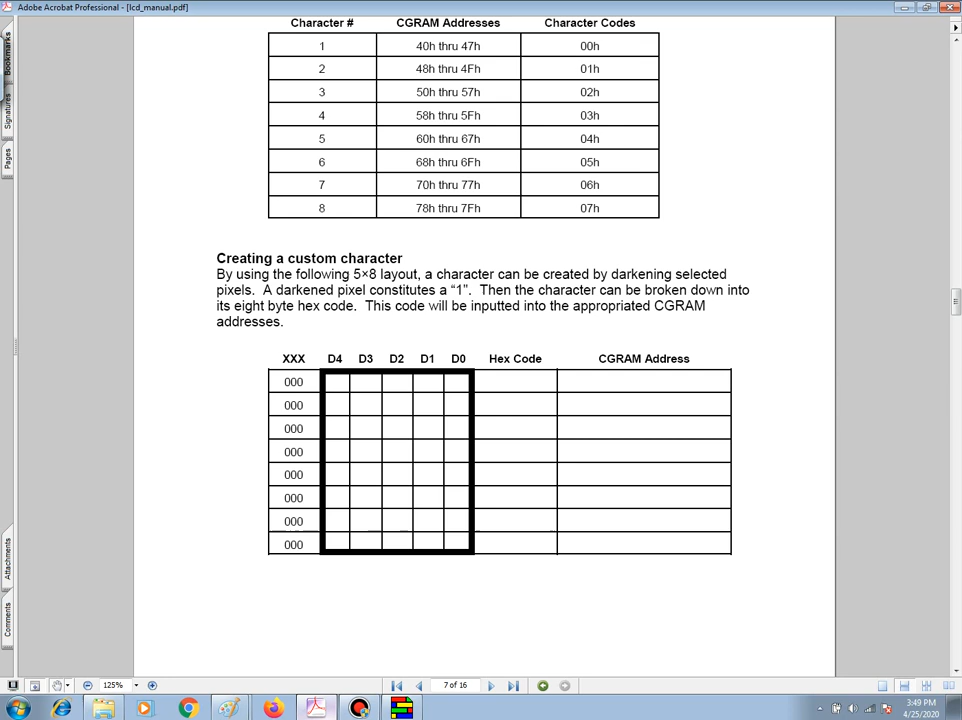 Adobe Acrobat Professional - [lcd_manual.pdf]
Bookmarks
Signatures
Pages
Attachments
Comments
Character # CGRAM Addresses Character Codes
1 40h thru 47h 00h
2 48h thru 4Fh 01h
3 50h thru 57h 02h
4 58h thru 5Fh 03h
5 60h thru 67h 04h
6 68h thru 6Fh 05h
7 70h thru 77h 06h
8 78h thru 7Fh 07h
Creating a custom character
By using the following 5×8 layout, a character can be created by darkening selected
pixels. A darkened pixel constitutes a “1”. Then the character can be broken down into
its eight byte hex code. This code will be inputted into the appropriated CGRAM
addresses.
XXX D4 D3 D2 D1 D0 Hex Code CGRAM Address
000
000
000
000
000
000
000
000
125%
7 of 16
3:49 PM
4/25/2020